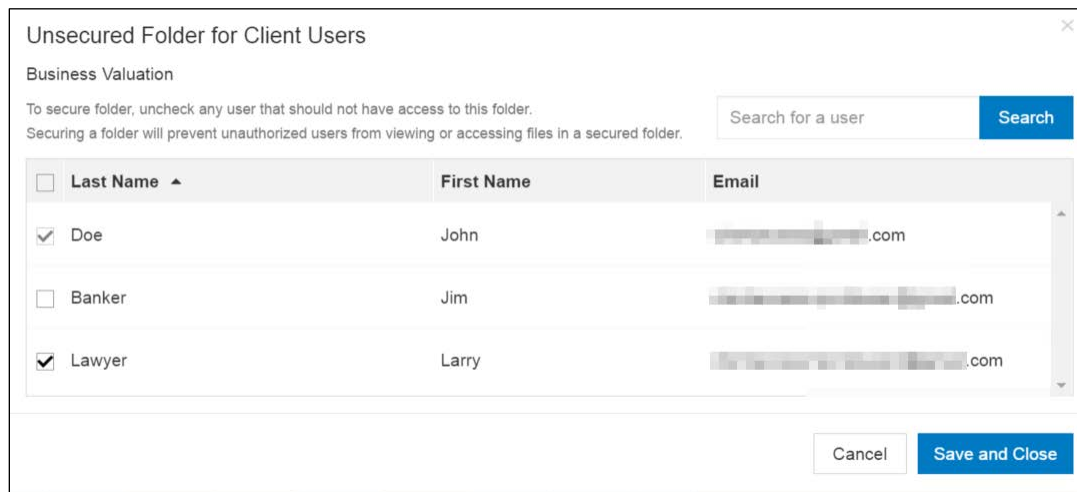 Unsecured Folder for Client Users
Business Valuation
To secure folder, uncheck any user that should not have access to this folder.
Securing a folder will prevent unauthorized users from viewing or accessing files in a secured folder.
Search for a user Search
Last Name First Name Email
Doe John .com
Banker Jim .com
Lawyer Larry .com
Cancel Save and Close